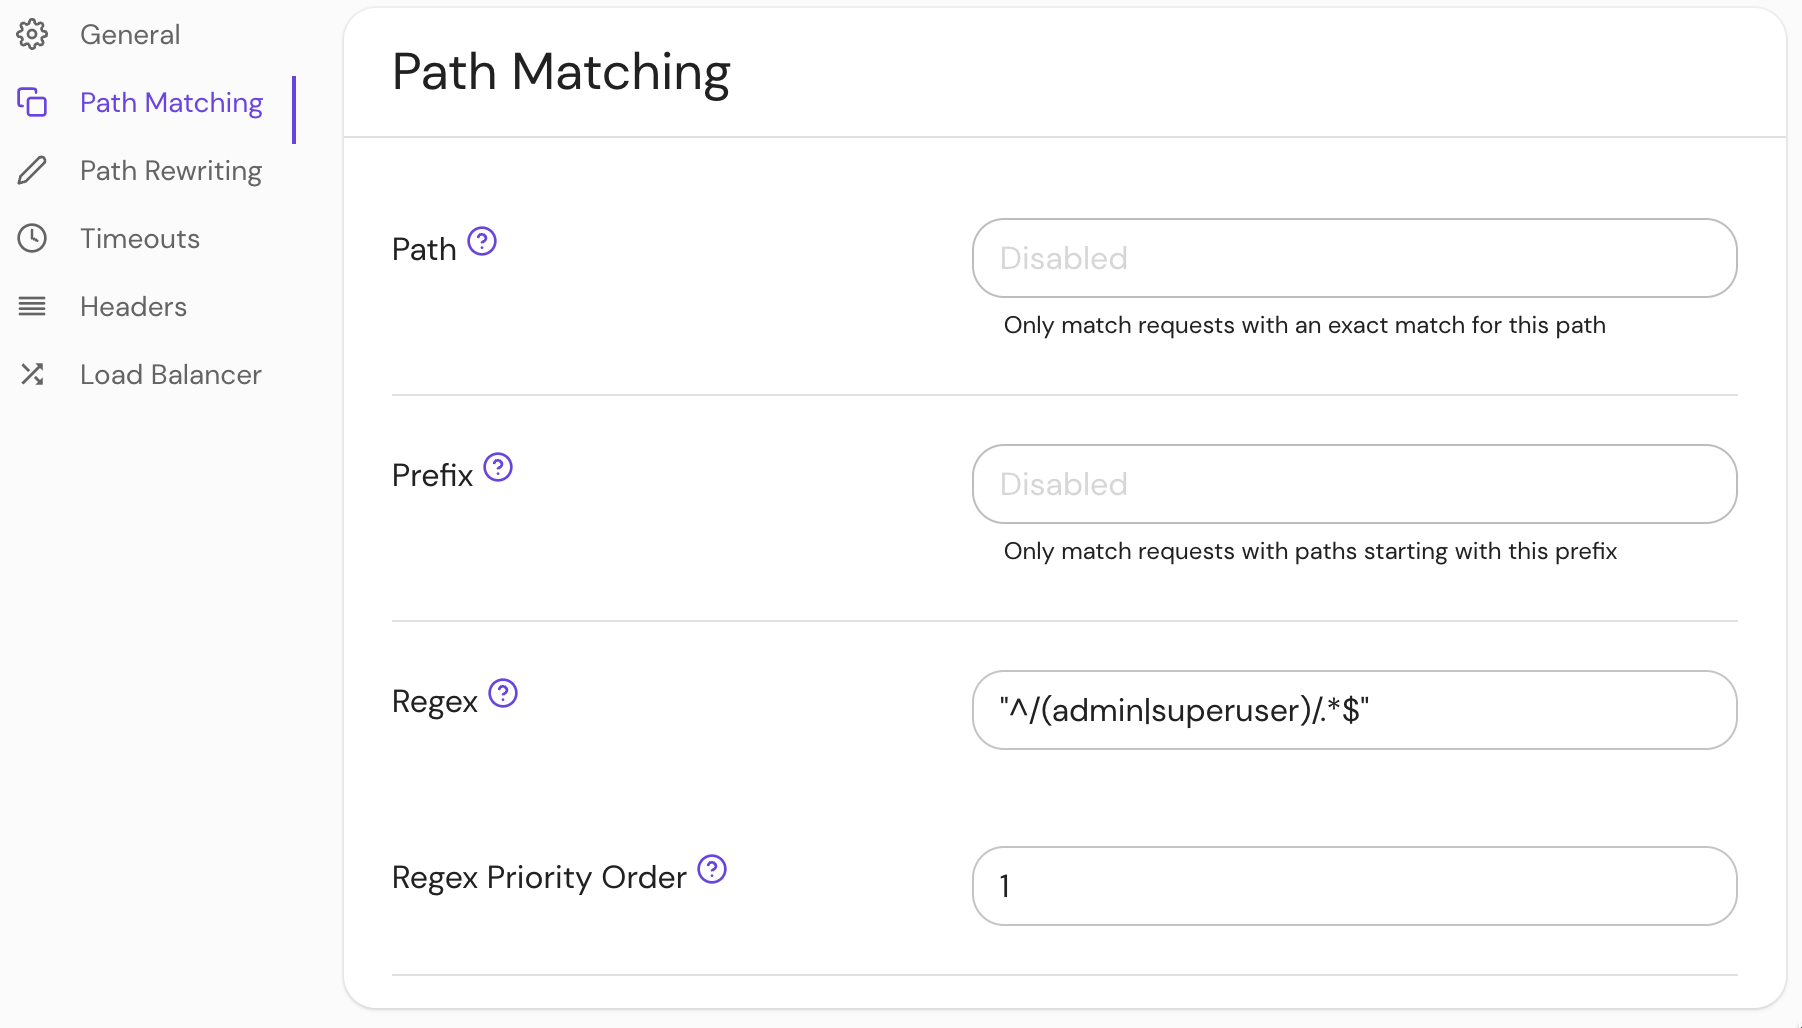 General
Path Matching
Path Rewriting
Timeouts
Headers
Load Balancer
Path Matching
Path
Disabled
Only match requests with an exact match for this path
Prefix
Disabled
Only match requests with paths starting with this prefix
Regex
"^/(admin|superuser)/.*$"
Regex Priority Order
1